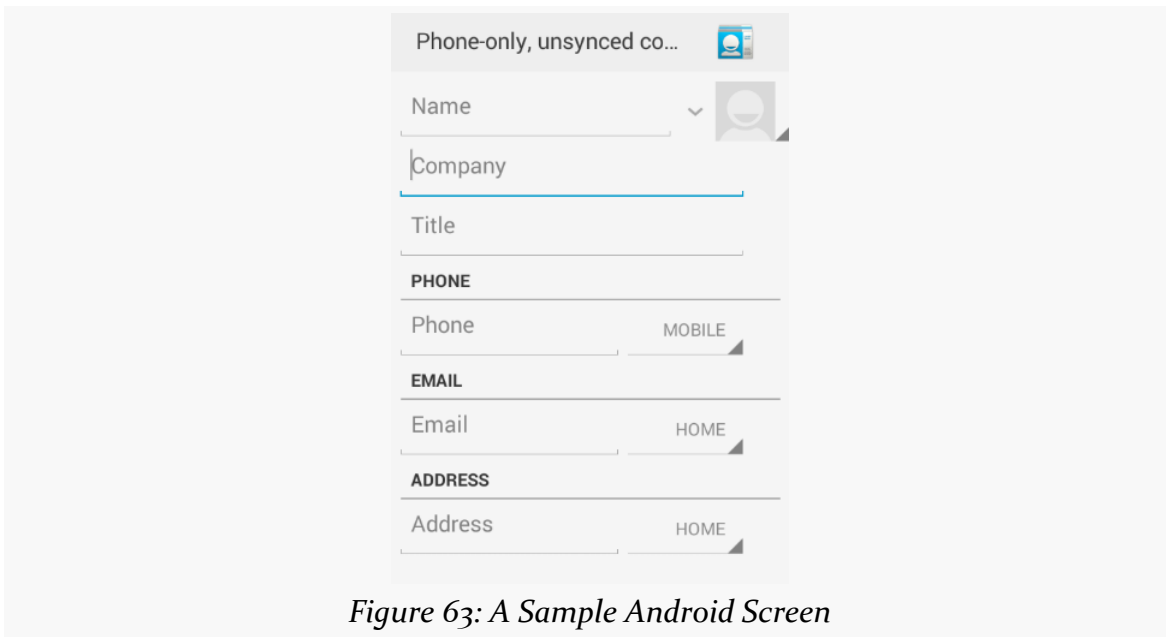 Phone-only, unsynced co...
Name
Company
Title
PHONE
Phone MOBILE
EMAIL
Email HOME
ADDRESS
Address HOME
Figure 63: A Sample Android Screen